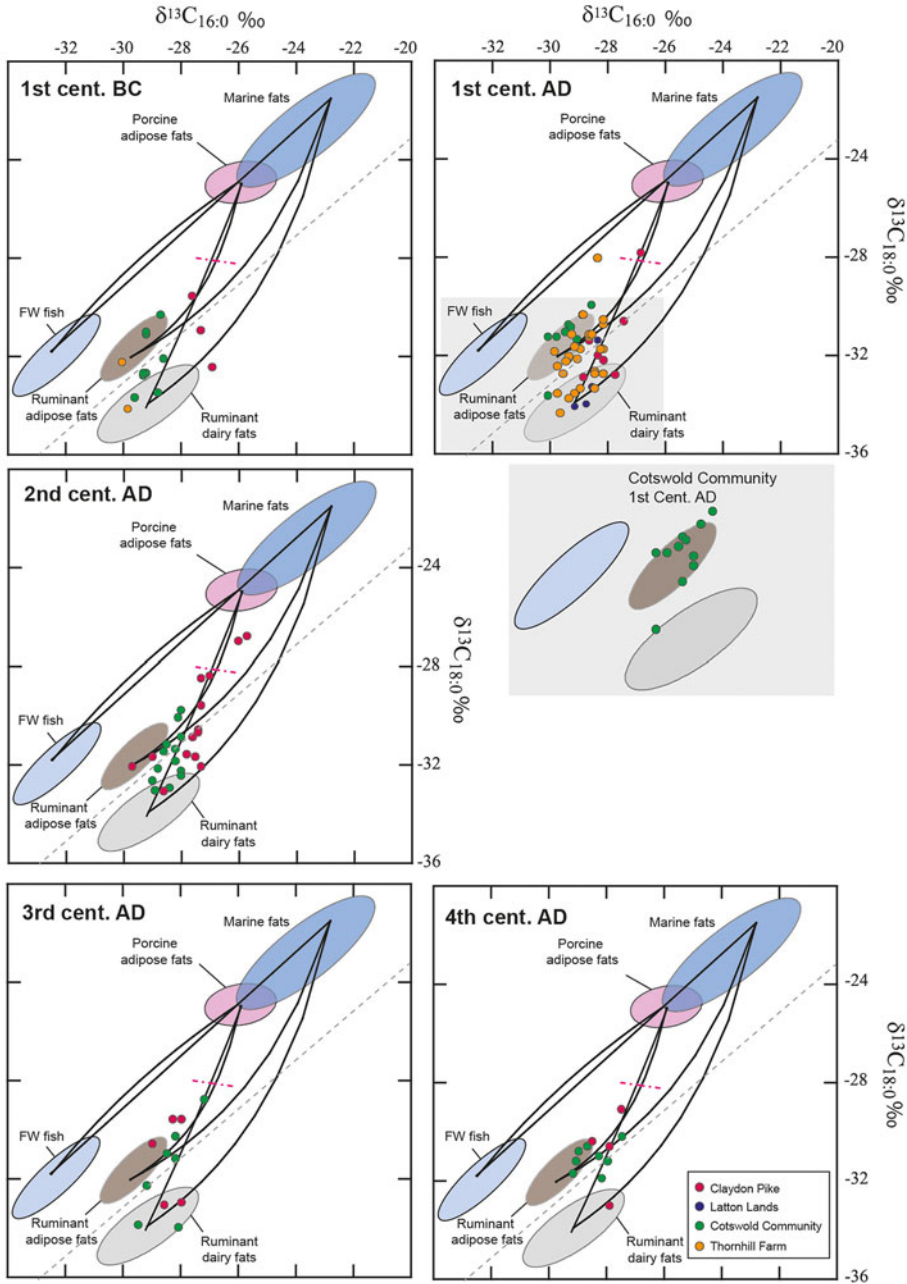 δ¹³C₁₆:₀ ‰
δ¹³C₁₆:₀ ‰
-32 -30 -28 -26 -24 -22 -20
-32 -30 -28 -26 -24 -22 -20
1st cent. BC
Marine fats
Porcine
adipose fats
FW fish
Ruminant
adipose fats
Ruminant
dairy fats
1st cent. AD
Marine fats
Porcine
adipose fats
FW fish
Ruminant
adipose fats
Ruminant
dairy fats
-24
-28
-32
-36
δ¹³C₁₈:₀ ‰
2nd cent. AD
Marine fats
Porcine
adipose fats
FW fish
Ruminant
adipose fats
Ruminant
dairy fats
-24
-28
-32
-36
δ¹³C₁₈:₀ ‰
Cotswold Community
1st Cent. AD
3rd cent. AD
Marine fats
Porcine
adipose fats
FW fish
Ruminant
adipose fats
Ruminant
dairy fats
4th cent. AD
Marine fats
Porcine
adipose fats
FW fish
Ruminant
adipose fats
Ruminant
dairy fats
-24
-28
-32
-36
δ¹³C₁₈:₀ ‰
Claydon Pike
Latton Lands
Cotswold Community
Thornhill Farm